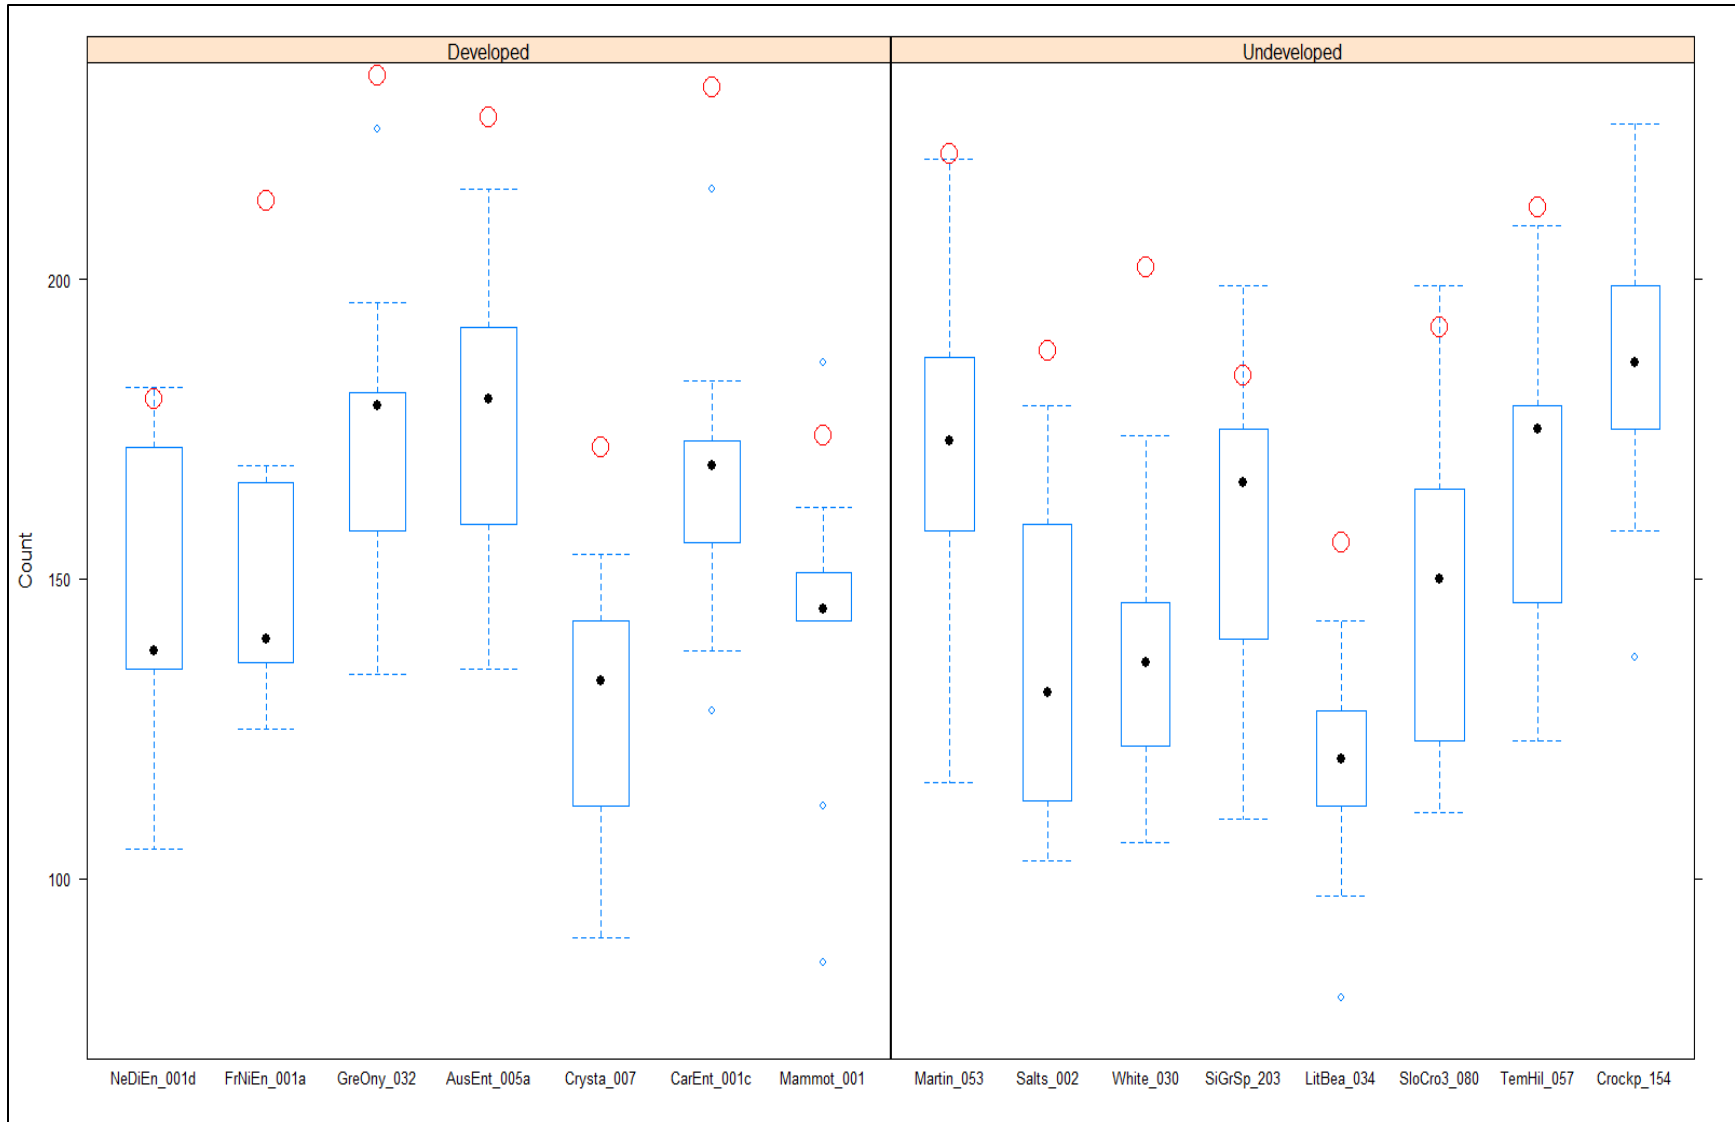 Developed
Undeveloped
200
150
100
Count
NeDiEn_001d FrNiEn_001a GreOny_032 AusEnt_005a Crysta_007 CarEnt_001c Mammot_001 Martin_053 Salts_002 White_030 SiGrSp_203 LitBea_034 SloCro3_080 TemHil_057 Crockp_154